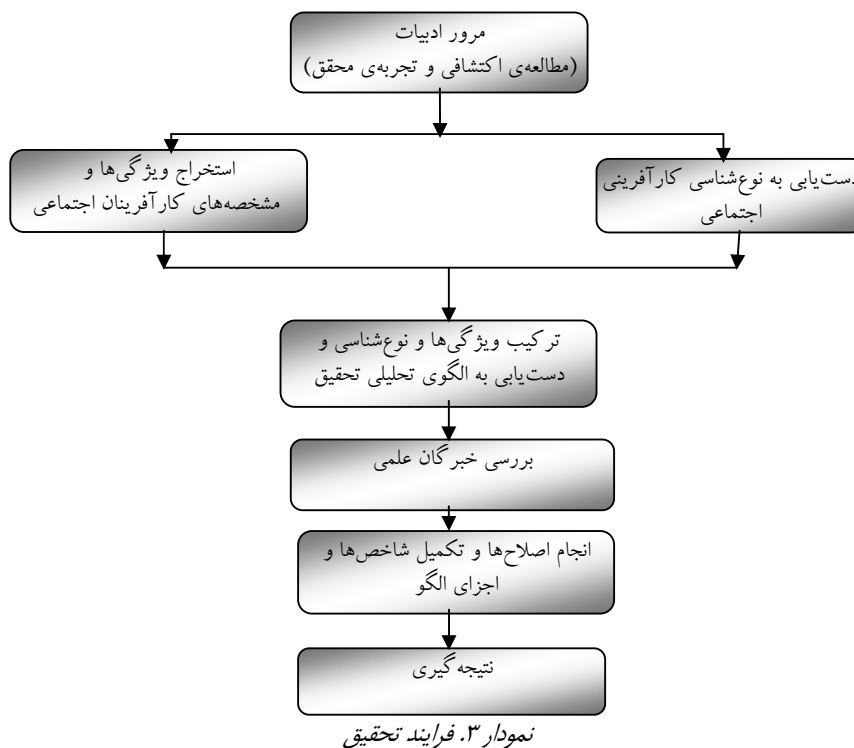 مرور ادبیات
(مطالعه‌ی اکتشافی و تجربه‌ی محقق)
دست‌یابی به نوع‌شناسی کارآفرینی
اجتماعی
استخراج ویژگی‌ها و
مشخصه‌های کارآفرینان اجتماعی
ترکیب ویژگی‌ها و نوع‌شناسی و
دست‌یابی به الگوی تحلیلی تحقیق
بررسی خبرگان علمی
انجام اصلاح‌ها و تکمیل شاخص‌ها و
اجزای الگو
نتیجه‌گیری
نمودار ۳. فرایند تحقیق